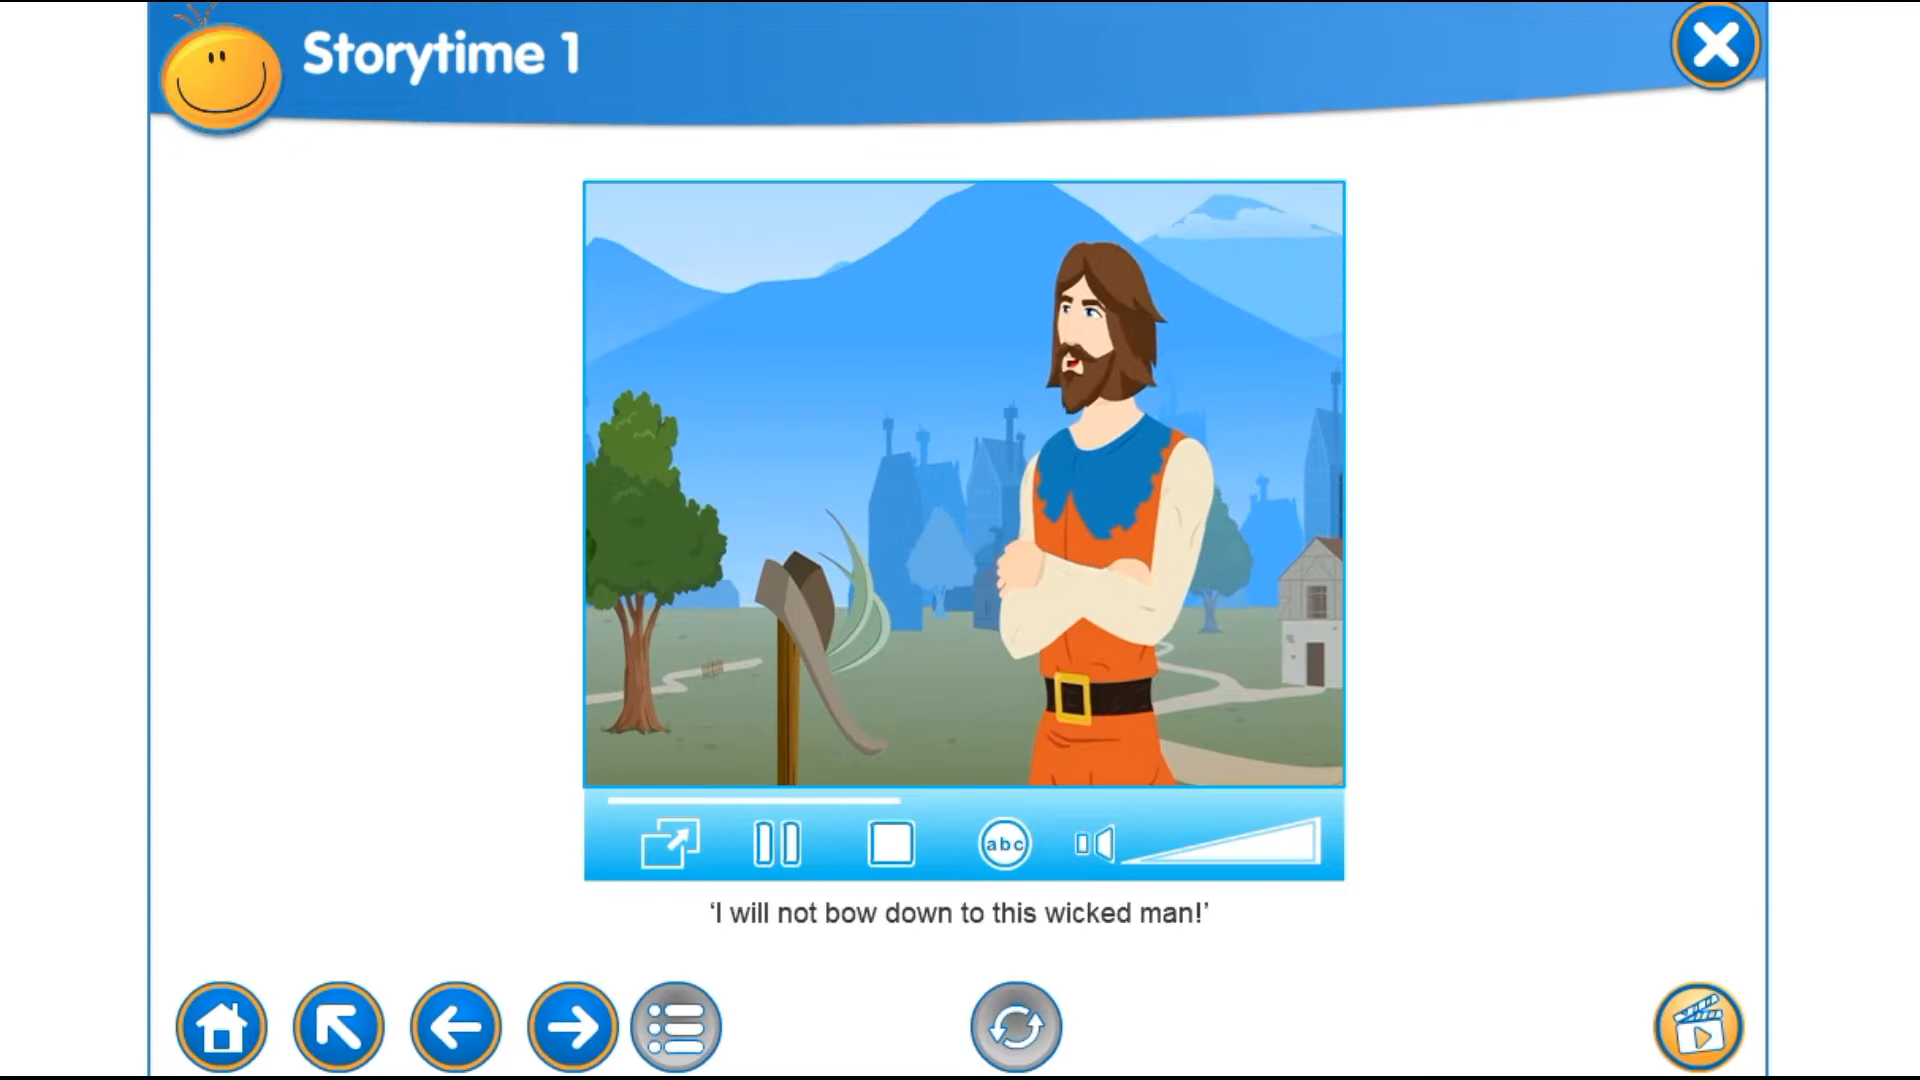 Storytime 1
abc
‘I will not bow down to this wicked man!’